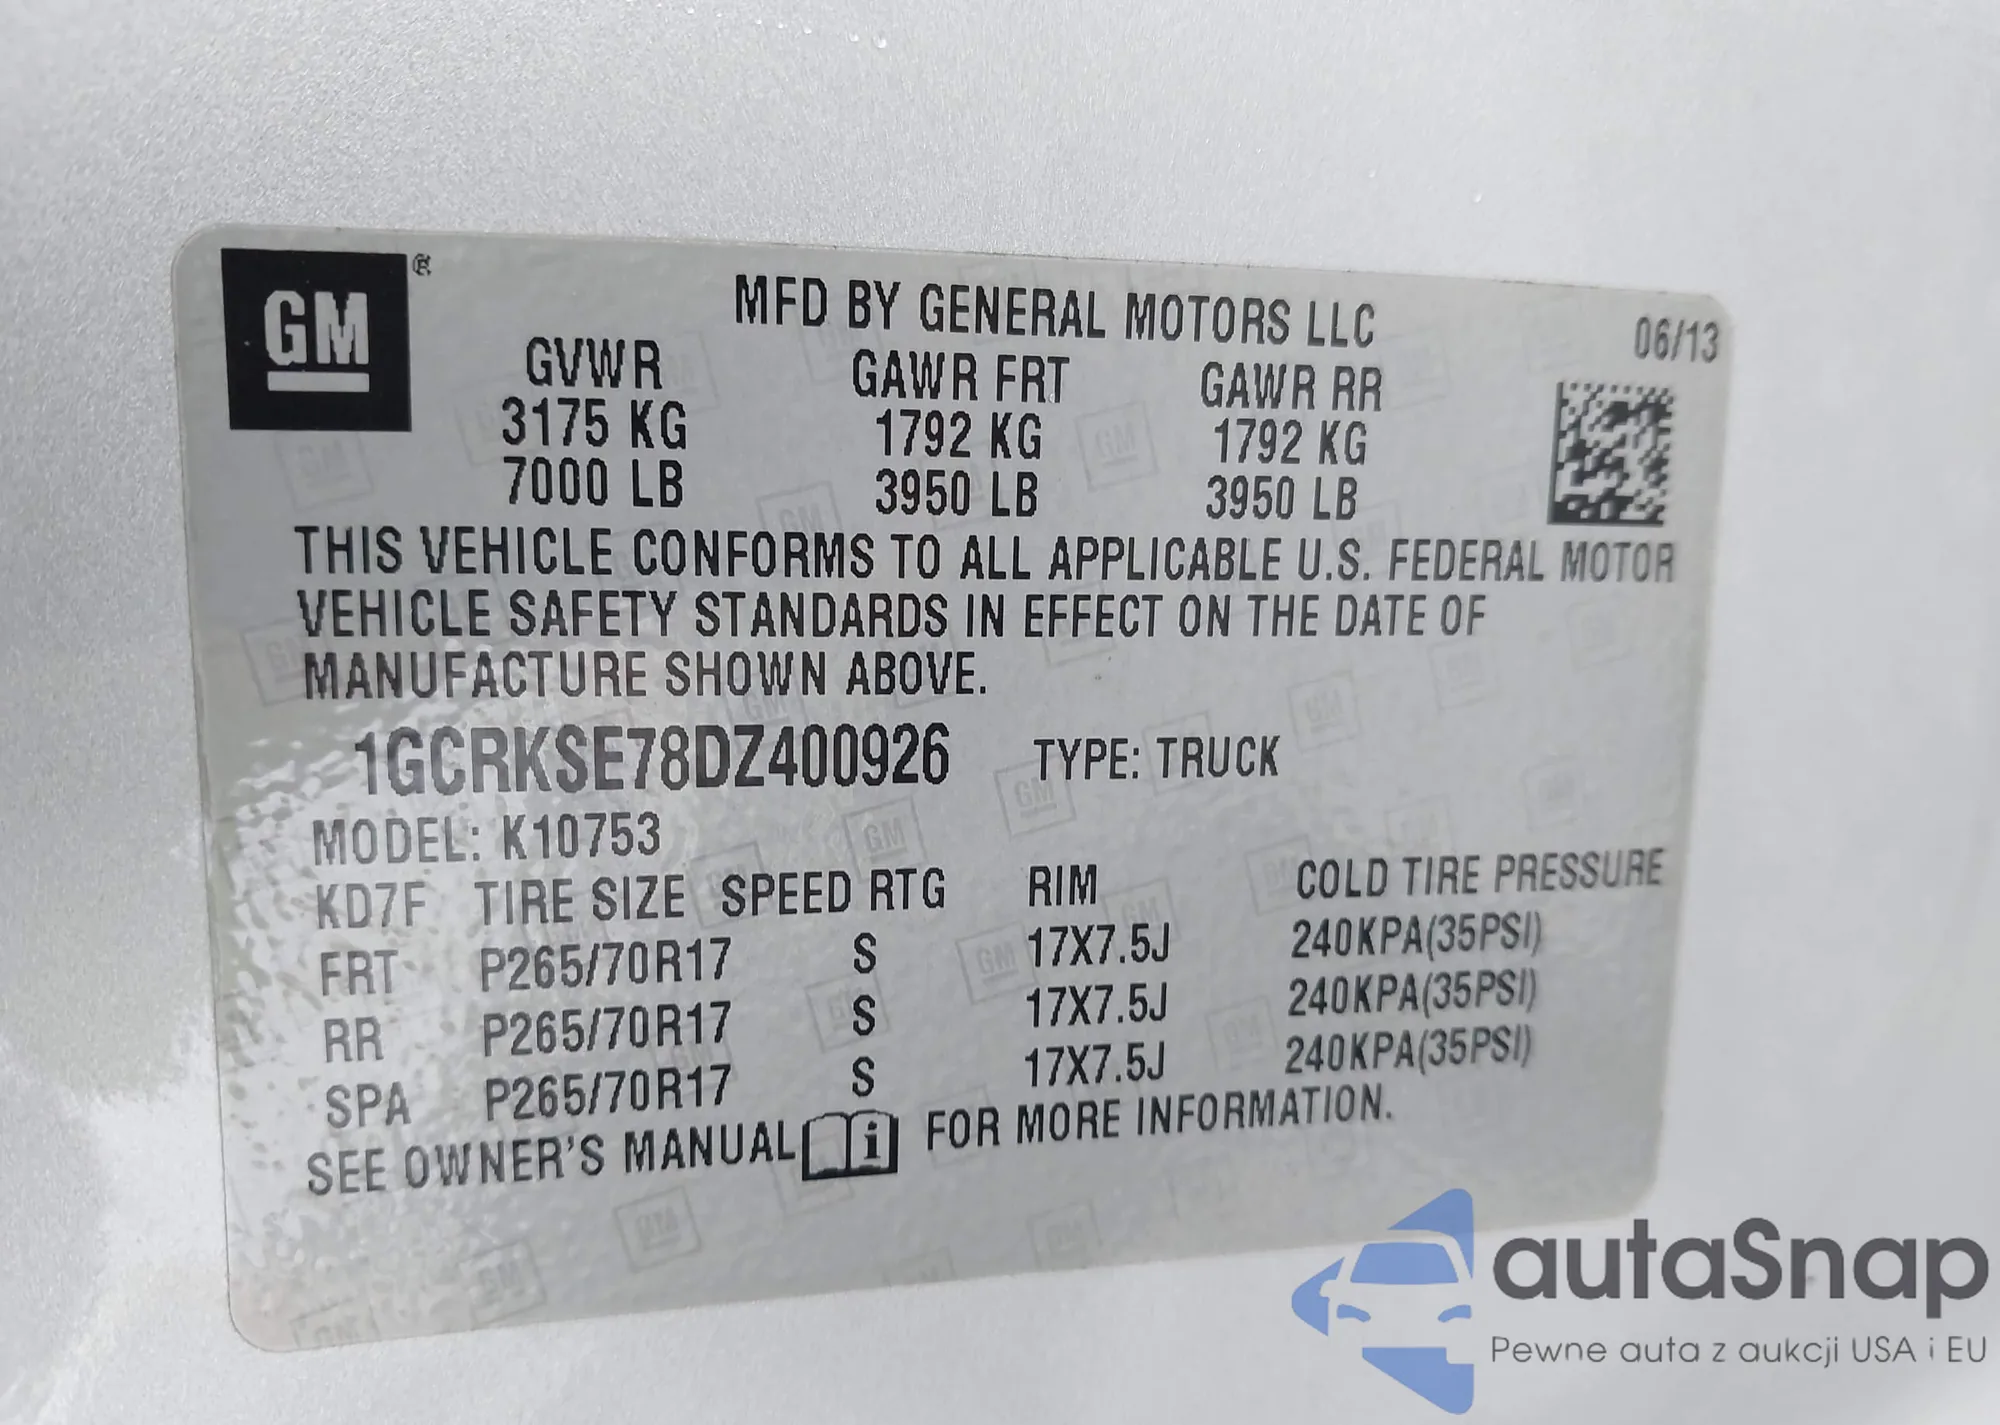 GM®
MFD BY GENERAL MOTORS LLC 06/13
GVWR GAWR FRT GAWR RR
3175 KG 1792 KG 1792 KG
7000 LB 3950 LB 3950 LB
THIS VEHICLE CONFORMS TO ALL APPLICABLE U.S. FEDERAL MOTOR
VEHICLE SAFETY STANDARDS IN EFFECT ON THE DATE OF
MANUFACTURE SHOWN ABOVE.
1GCRKSE78DZ400926 TYPE: TRUCK
MODEL: K10753
KD7F TIRE SIZE SPEED RTG RIM COLD TIRE PRESSURE
FRT P265/70R17 S 17X7.5J 240KPA(35PSI)
RR P265/70R17 S 17X7.5J 240KPA(35PSI)
SPA P265/70R17 S 17X7.5J 240KPA(35PSI)
SEE OWNER'S MANUAL i FOR MORE INFORMATION.
autaSnap
Pewne auta z aukcji USA i EU